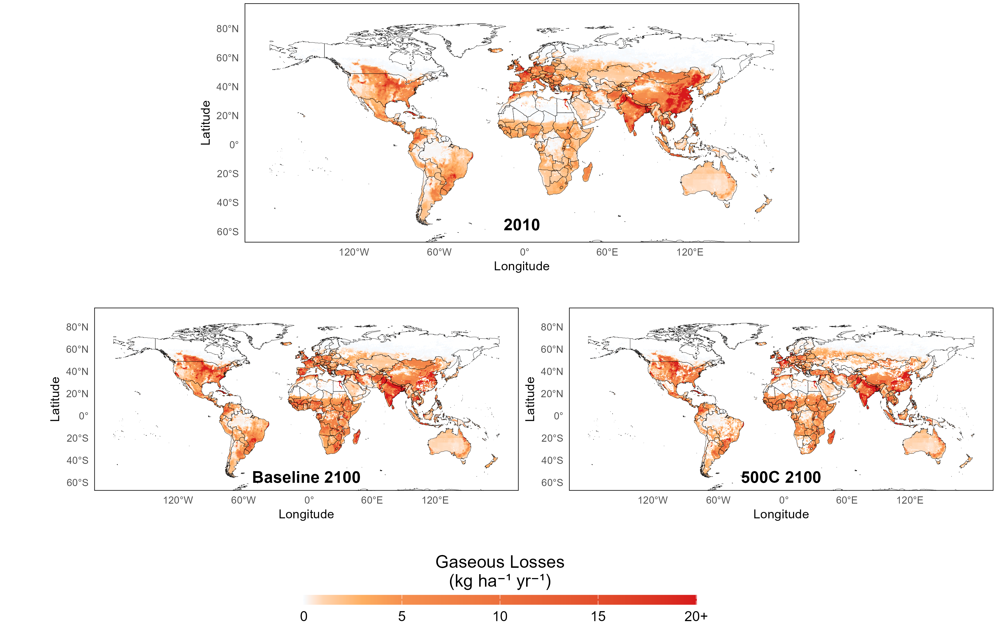 80°N
60°N
40°N
20°N
0°
20°S
40°S
60°S
Latitude
2010
120°W 60°W 0° 60°E 120°E
Longitude
80°N
60°N
40°N
20°N
0°
20°S
40°S
60°S
Latitude
Baseline 2100
120°W 60°W 0° 60°E 120°E
Longitude
80°N
60°N
40°N
20°N
0°
20°S
40°S
60°S
Latitude
500C 2100
120°W 60°W 0° 60°E 120°E
Longitude
Gaseous Losses
(kg ha⁻¹ yr⁻¹)
0 5 10 15 20+